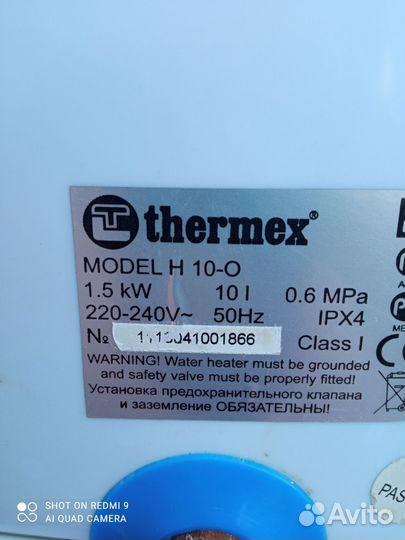 thermex®
MODEL H 10-O
1.5 kW 10 l 0.6 MPa
220-240V~ 50Hz IPX4
№ 1113041001866 Class I
WARNING! Water heater must be grounded
and safety valve must be properly fitted!
Установка предохранительного клапана
и заземление ОБЯЗАТЕЛЬНЫ!
PAS
SHOT ON REDMI 9
AI QUAD CAMERA
Avito